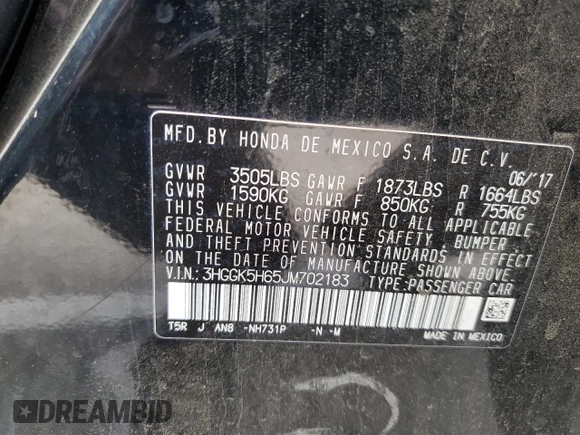 MFD. BY HONDA DE MEXICO S.A. DE C.V.
06/'17
GVWR 3505LBS GAWR F 1873LBS R 1664LBS
GVWR 1590KG GAWR F 850KG R 755KG
THIS VEHICLE CONFORMS TO ALL APPLICABLE
FEDERAL MOTOR VEHICLE SAFETY, BUMPER,
AND THEFT PREVENTION STANDARDS IN EFFECT
ON THE DATE OF MANUFACTURE SHOWN ABOVE.
V.I.N.: 3HGGK5H65JM702183 TYPE:PASSENGER CAR
T5R J AN8 -NH731P -N -M
MADE IN MEXICO
DREAMBID